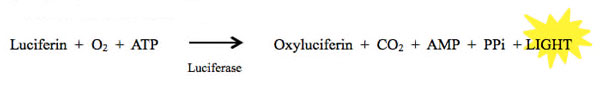 Luciferin + O₂ + ATP → Oxyluciferin + CO₂ + AMP + PPi + LIGHT
Luciferase